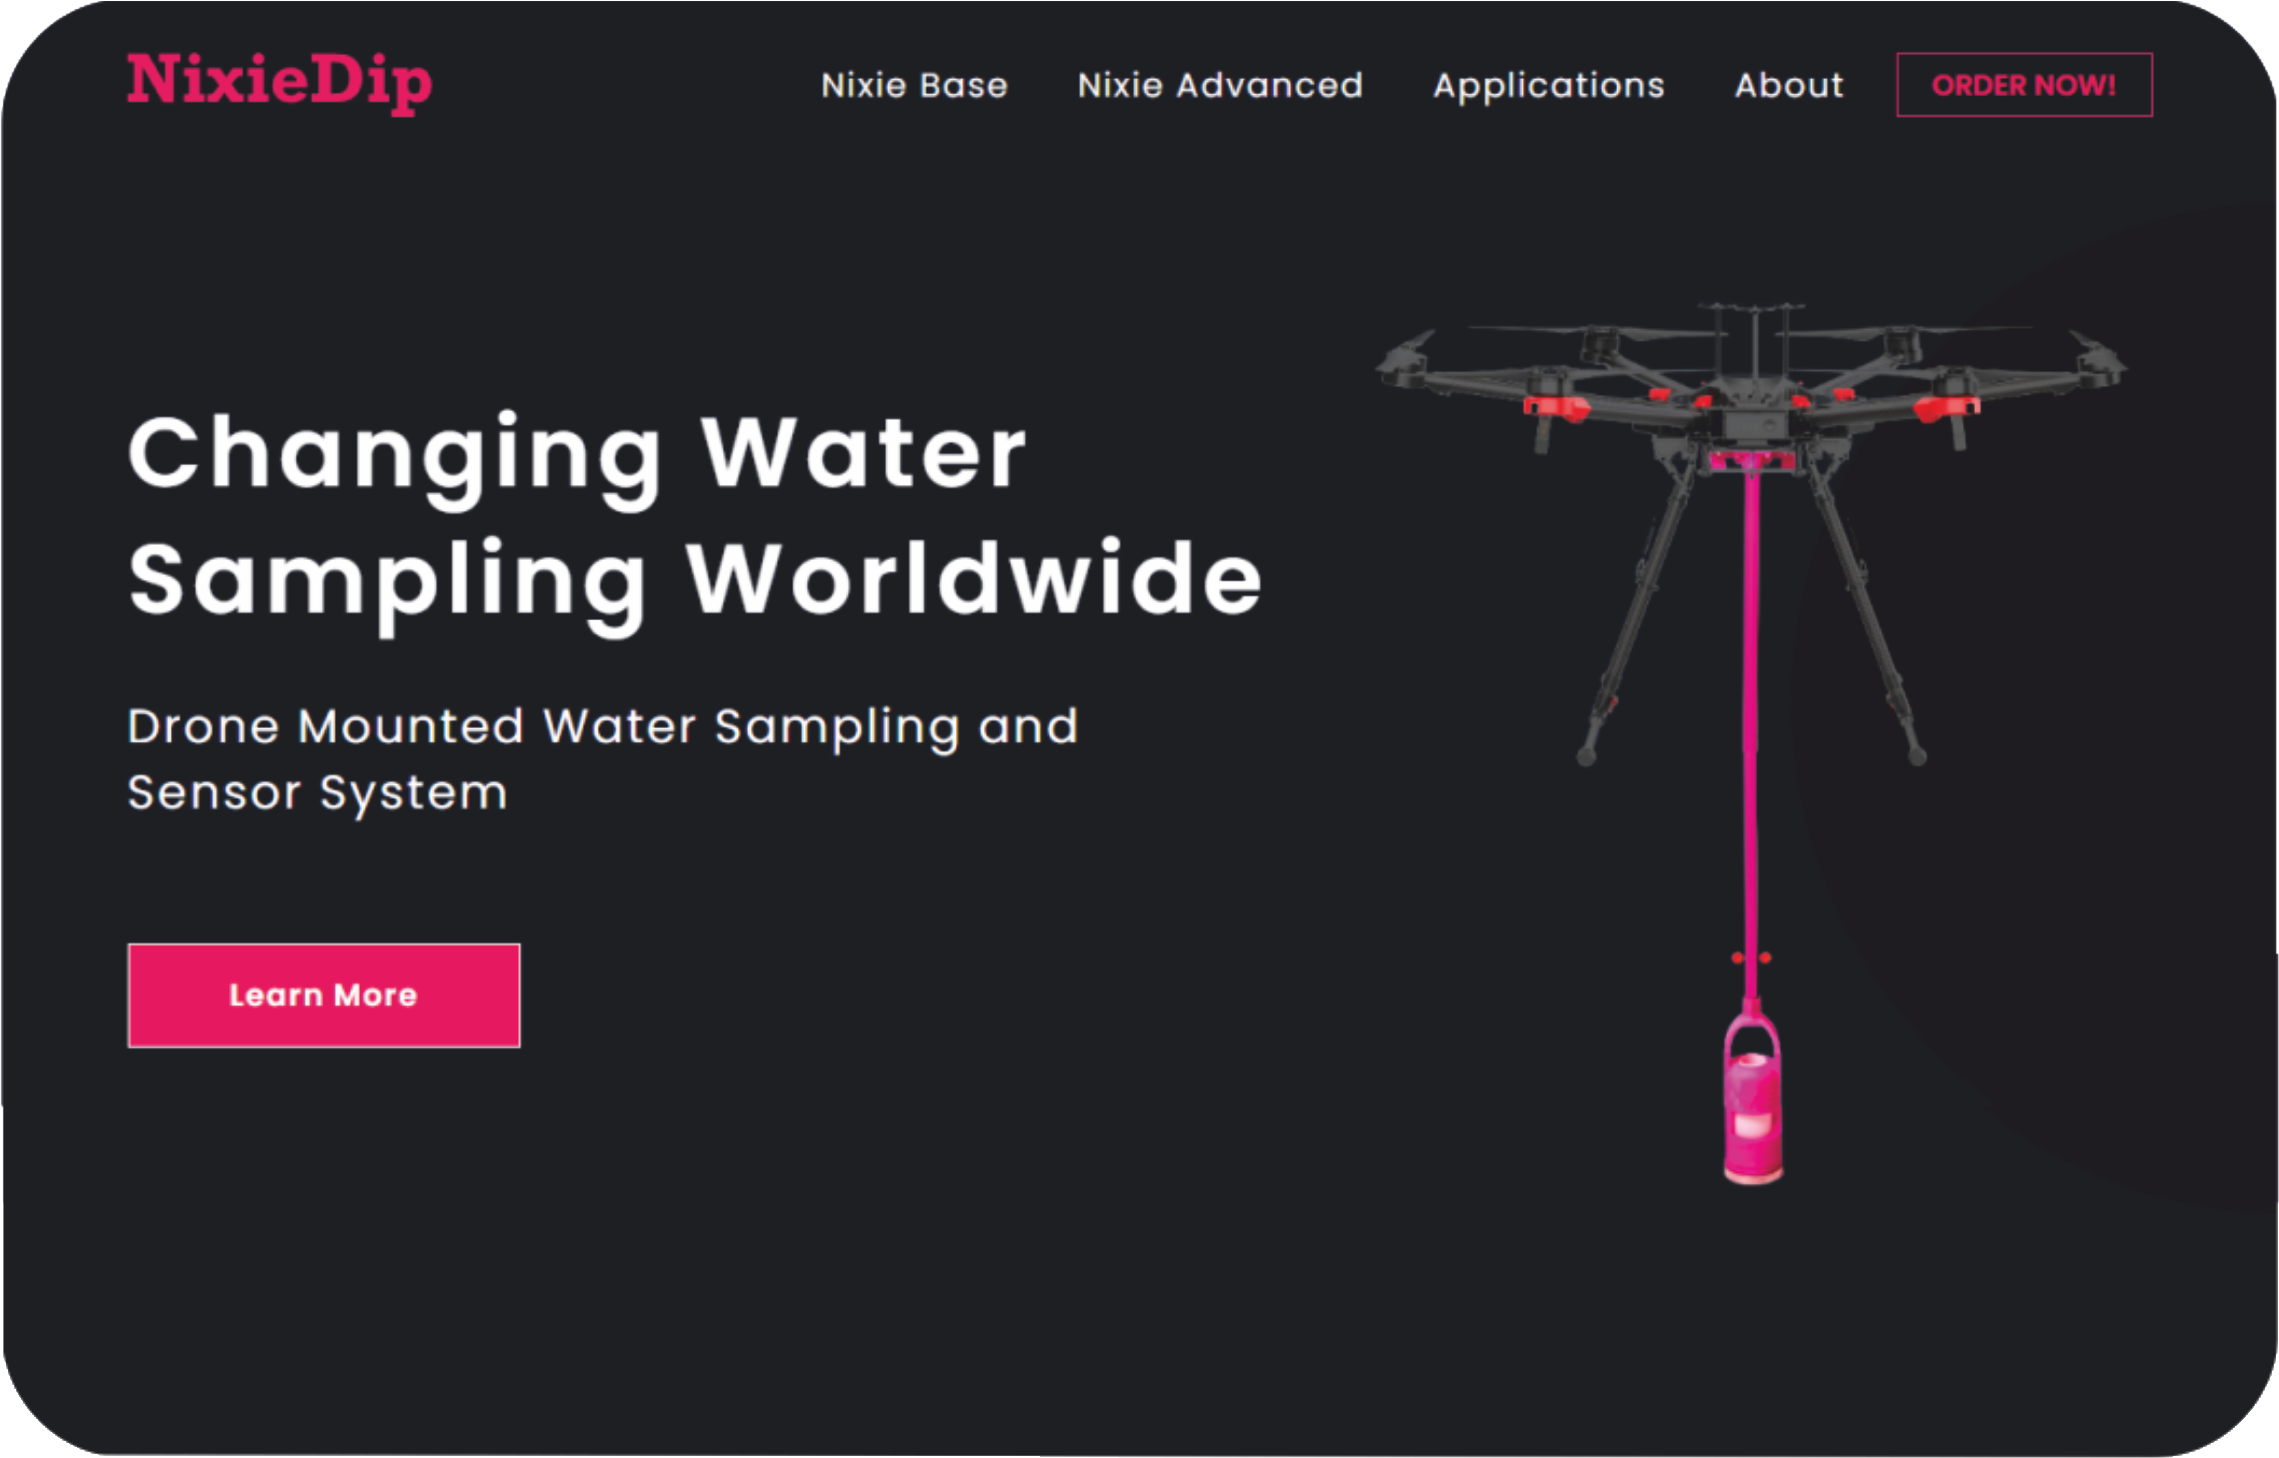 NixieDip
Nixie Base
Nixie Advanced
Applications
About
ORDER NOW!
Changing Water
Sampling Worldwide
Drone Mounted Water Sampling and
Sensor System
Learn More